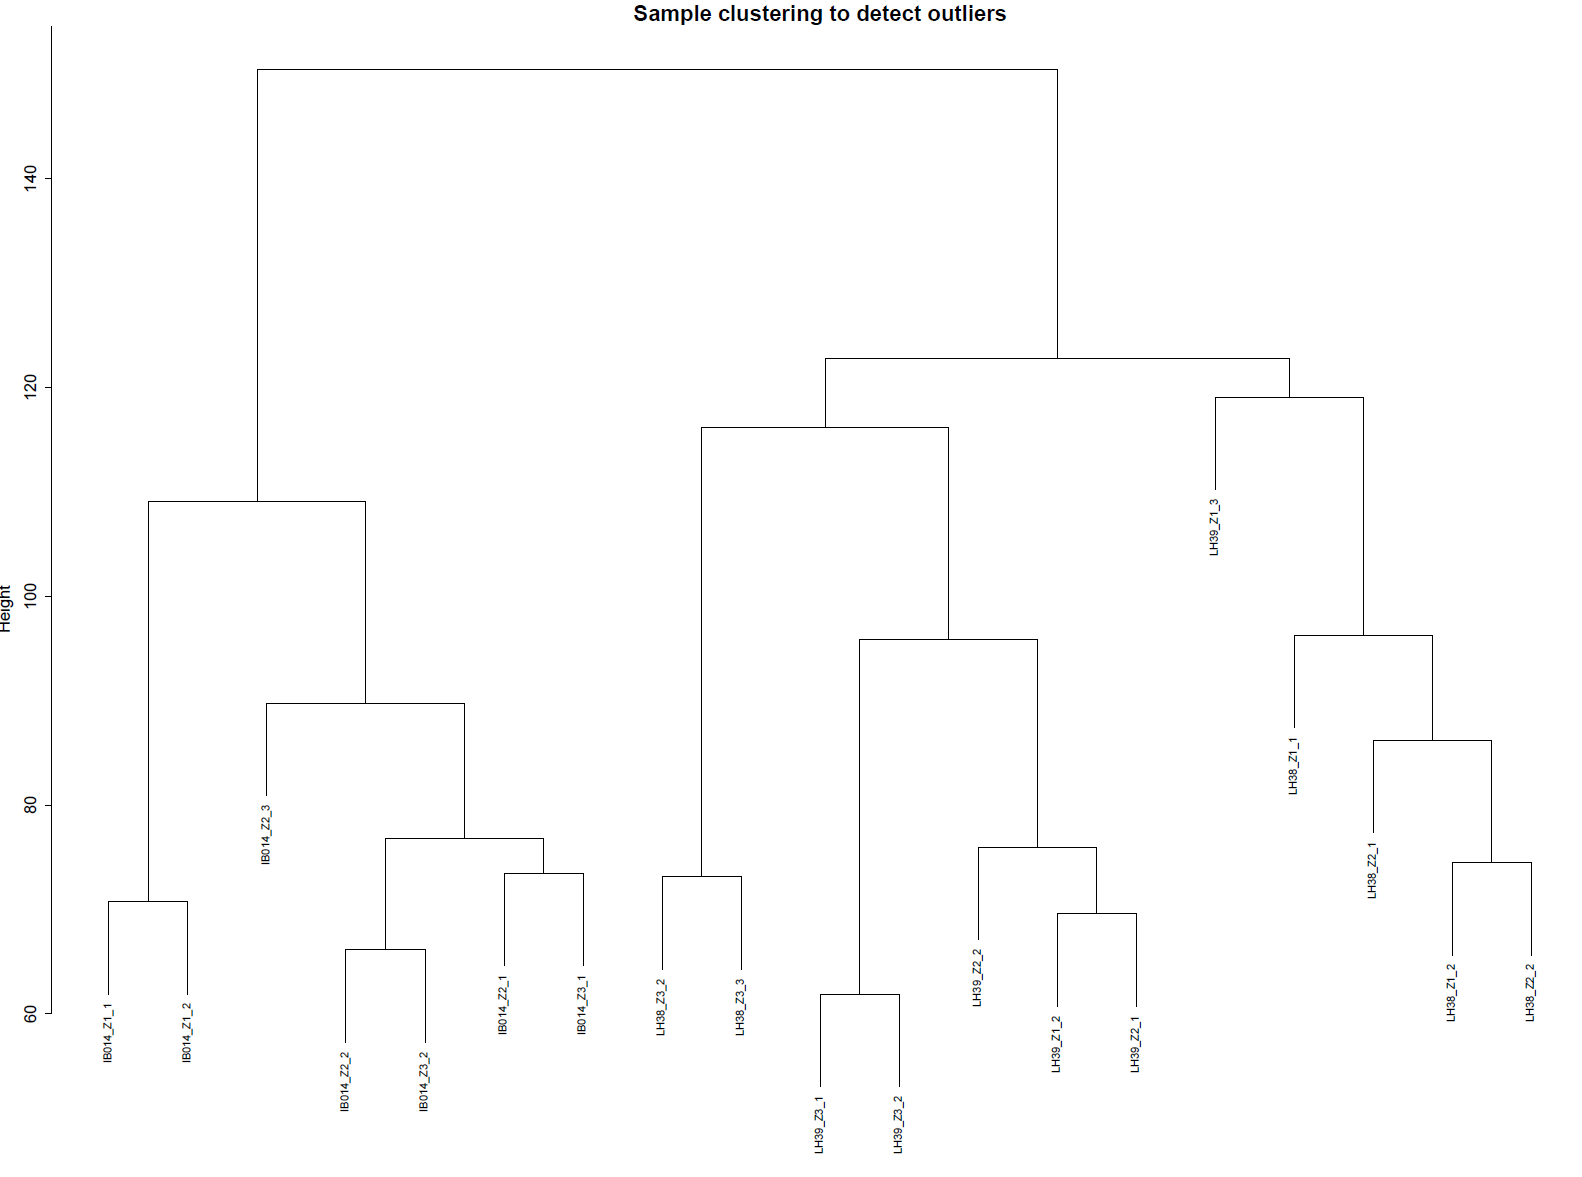 Sample clustering to detect outliers
Height
140
120
100
80
60
IB014_Z1_1
IB014_Z1_2
IB014_Z2_3
IB014_Z2_2
IB014_Z3_2
IB014_Z2_1
IB014_Z3_1
LH38_Z3_2
LH38_Z3_3
LH39_Z3_1
LH39_Z3_2
LH39_Z2_2
LH39_Z1_2
LH39_Z2_1
LH39_Z1_3
LH38_Z1_1
LH38_Z2_1
LH38_Z1_2
LH38_Z2_2